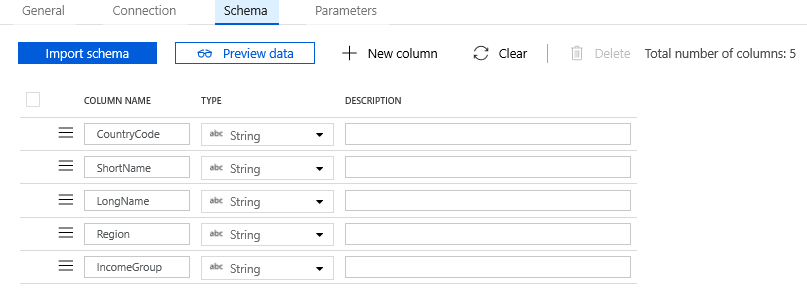 General Connection Schema Parameters
Import schema Preview data New column Clear Delete Total number of columns: 5
COLUMN NAME TYPE DESCRIPTION
CountryCode abc String
ShortName abc String
LongName abc String
Region abc String
IncomeGroup abc String